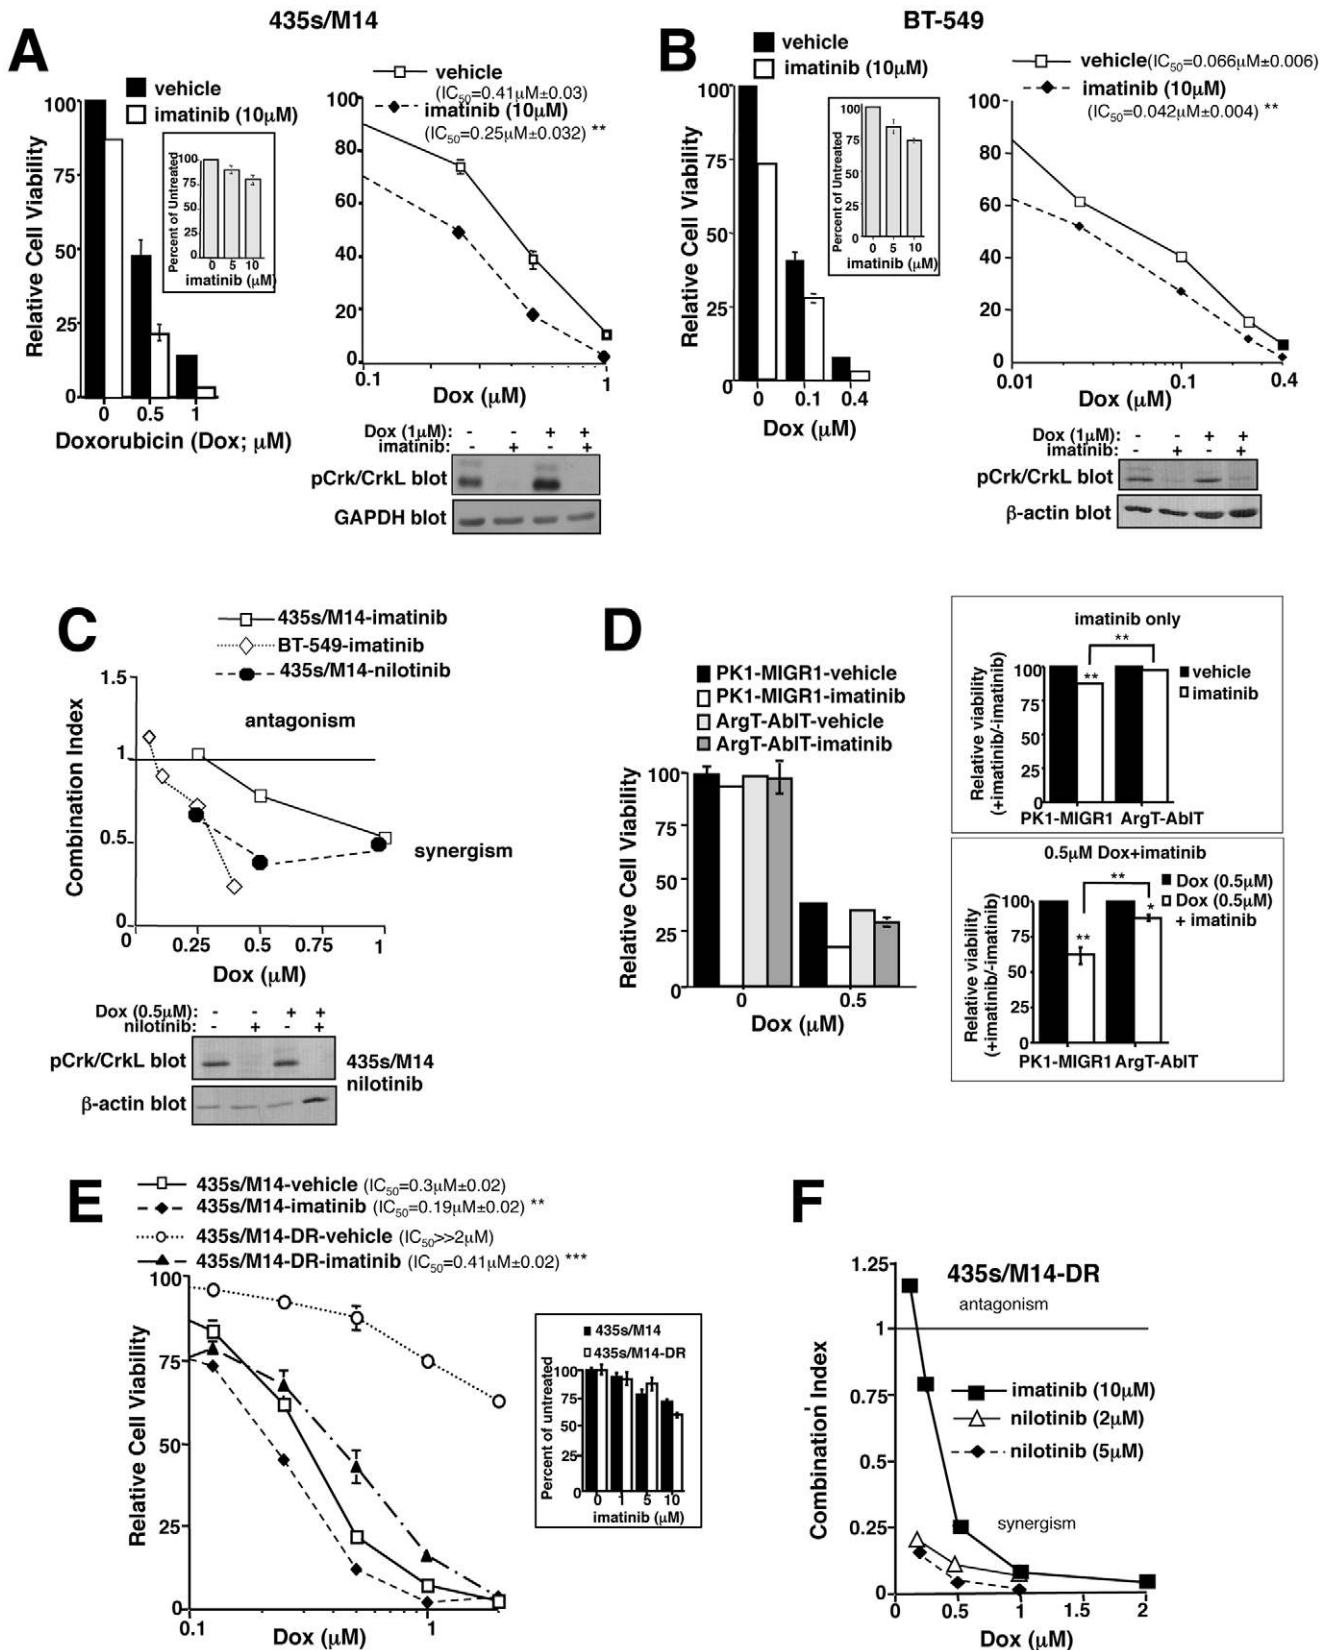 435s/M14
BT-549
A
vehicle
imatinib (10μM)
Relative Cell Viability
100
75
50
25
0
0
0.5
1
Doxorubicin (Dox; μM)
Percent of Untreated
100
75
50
25
0
0
5
10
imatinib (μM)
vehicle
(IC50=0.41μM±0.03)
imatinib (10μM)
(IC50=0.25μM±0.032) **
100
80
60
40
20
0
0.1
1
Dox (μM)
Dox (1μM): - - + +
imatinib: - + - +
pCrk/CrkL blot
GAPDH blot
B
vehicle
imatinib (10μM)
Relative Cell Viability
100
75
50
25
0
0.1
0.4
Dox (μM)
Percent of Untreated
100
75
50
25
0
0
5
10
imatinib (μM)
vehicle(IC50=0.066μM±0.006)
imatinib (10μM)
(IC50=0.042μM±0.004) **
100
80
60
40
20
0
0.01
0.1
0.4
Dox (μM)
Dox (1μM): - - + +
imatinib: - + - +
pCrk/CrkL blot
β-actin blot
C
435s/M14-imatinib
BT-549-imatinib
435s/M14-nilotinib
Combination Index
1.5
1
0.5
0
antagonism
synergism
0
0.25
0.5
0.75
1
Dox (μM)
Dox (0.5μM): - - + +
nilotinib: - + - +
pCrk/CrkL blot
β-actin blot
435s/M14
nilotinib
D
PK1-MIGR1-vehicle
PK1-MIGR1-imatinib
ArgT-AblT-vehicle
ArgT-AblT-imatinib
Relative Cell Viability
100
75
50
25
0
0
0.5
Dox (μM)
imatinib only
**
**
vehicle
imatinib
Relative viability
(+imatinib/-imatinib)
100
75
50
25
0
PK1-MIGR1 ArgT-AblT
0.5μM Dox+imatinib
**
**
*
Dox (0.5μM)
Dox (0.5μM)
+ imatinib
Relative viability
(+imatinib/-imatinib)
100
75
50
25
0
PK1-MIGR1 ArgT-AblT
E
435s/M14-vehicle (IC50=0.3μM±0.02)
435s/M14-imatinib (IC50=0.19μM±0.02) **
435s/M14-DR-vehicle (IC50>>2μM)
435s/M14-DR-imatinib (IC50=0.41μM±0.02) ***
Relative Cell Viability
100
75
50
25
0
0.1
1
Dox (μM)
435s/M14
435s/M14-DR
Percent of untreated
100
75
50
25
0
0
1
5
10
imatinib (μM)
F
435s/M14-DR
antagonism
Combination Index
1.25
1
0.75
0.5
0.25
0
imatinib (10μM)
nilotinib (2μM)
nilotinib (5μM)
synergism
0
0.5
1
1.5
2
Dox (μM)